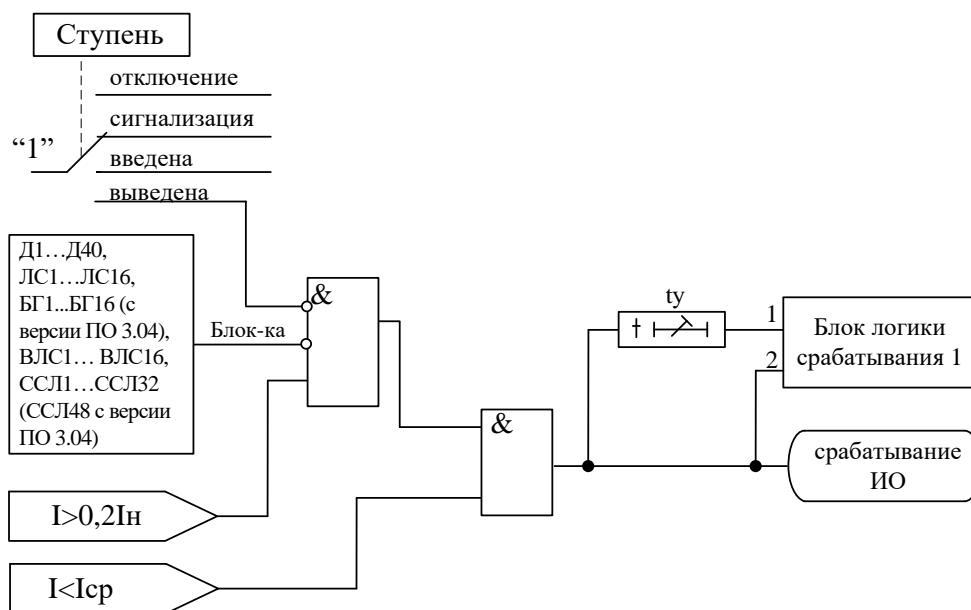 Ступень
отключение
сигнализация
“1”
введена
выведена
Д1…Д40,
ЛС1…ЛС16,
БГ1...БГ16 (с
версии ПО 3.04),
ВЛС1… ВЛС16,
ССЛ1…ССЛ32
(ССЛ48 с версии
ПО 3.04)
Блок-ка
&
I>0,2Iн
I<Iср
&
ty
1
2
Блок логики
срабатывания 1
срабатывание
ИО